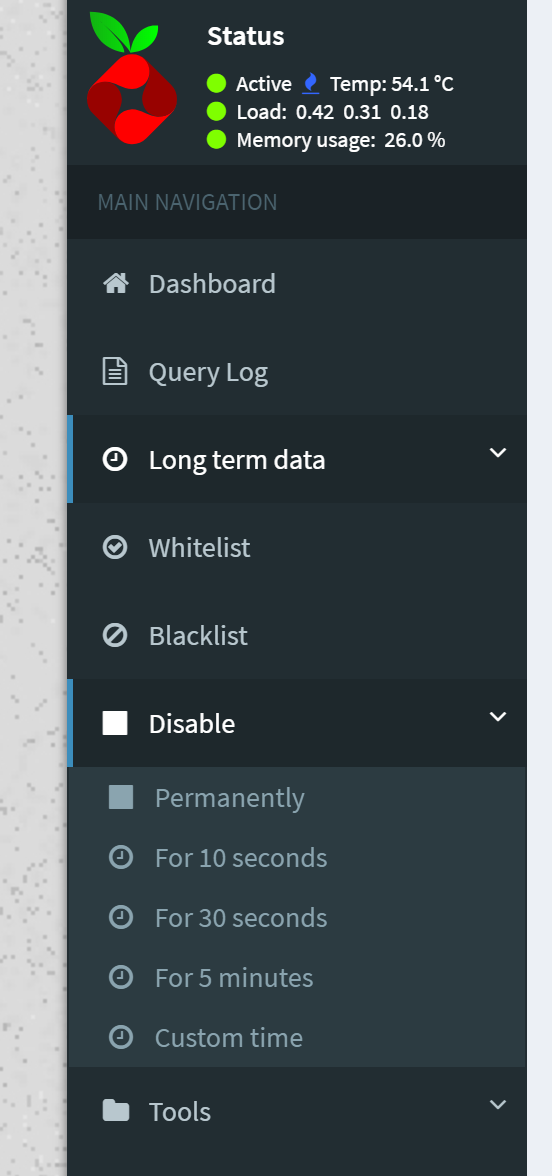 Status
Active Temp: 54.1 °C
Load: 0.42 0.31 0.18
Memory usage: 26.0 %
MAIN NAVIGATION
Dashboard
Query Log
Long term data
Whitelist
Blacklist
Disable
Permanently
For 10 seconds
For 30 seconds
For 5 minutes
Custom time
Tools